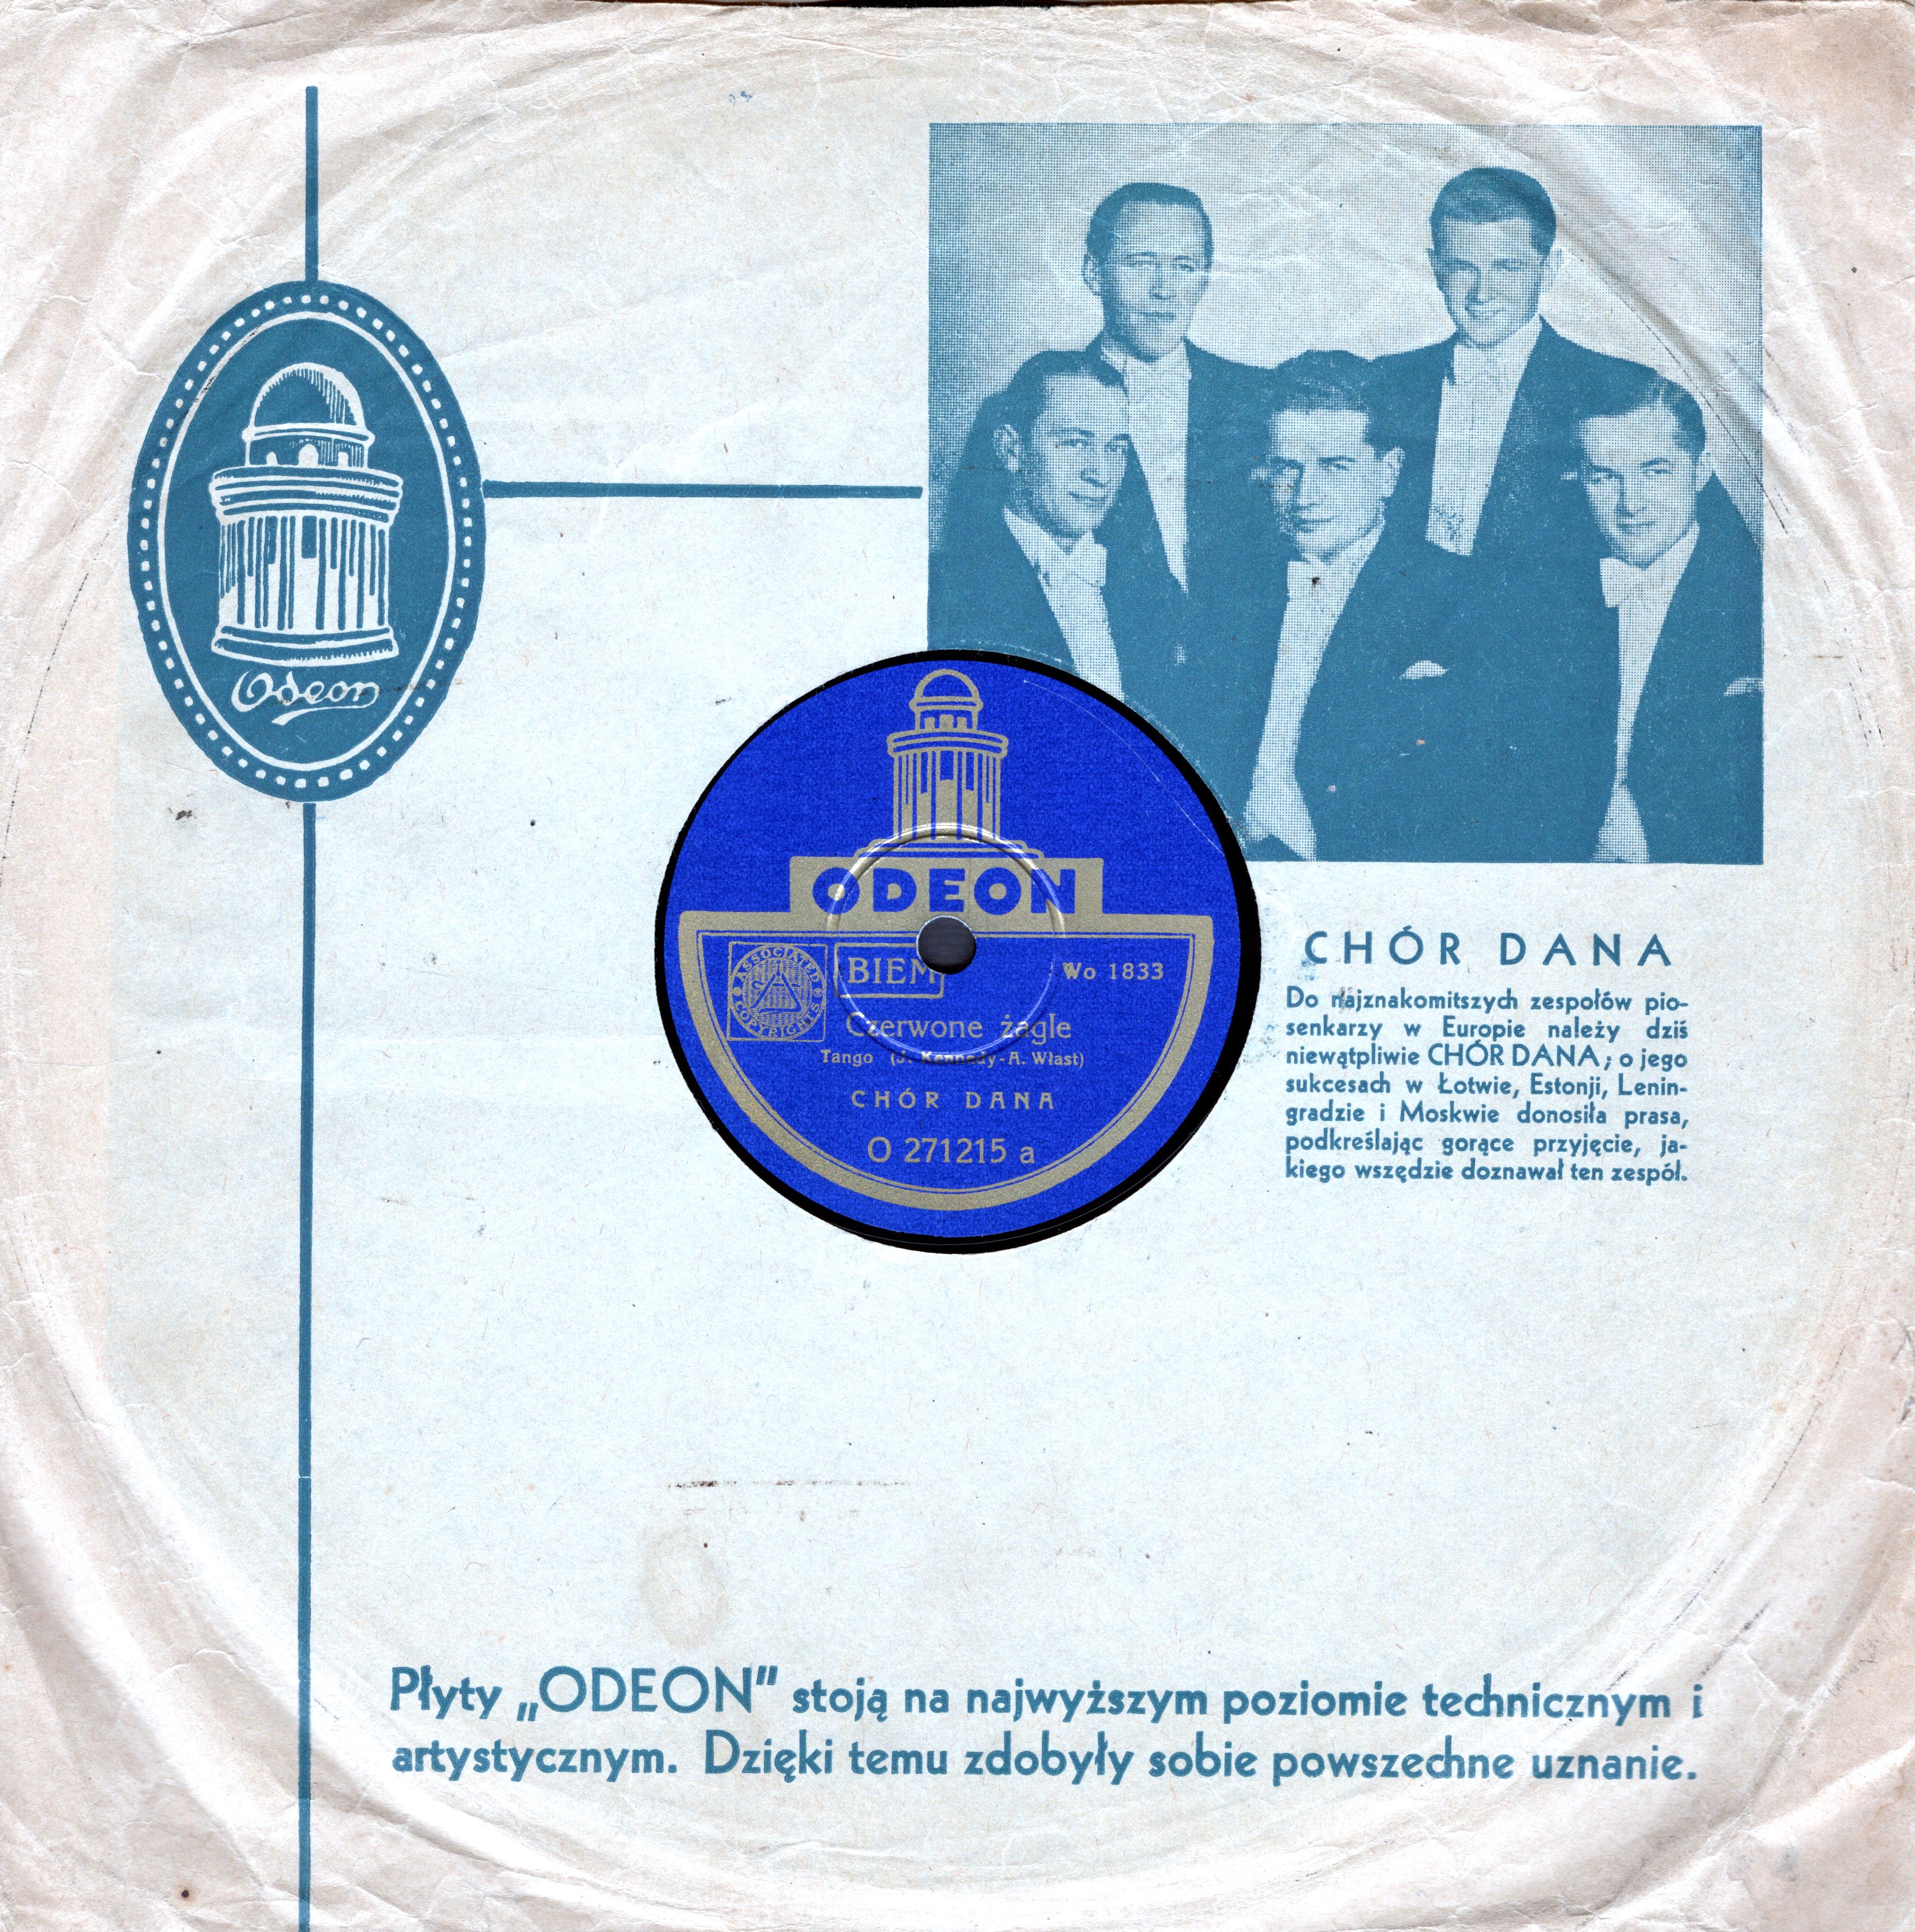 Odeon
ODEON
ASSOCIATED
COPYRIGHTS
BIEM
Wo 1833
Czerwone żagle
Tango (J. Kennedy-A. Włast)
CHÓR DANA
O 271215 a
CHÓR DANA
Do najznakomitszych zespołów pio-
senkarzy w Europie należy dziś
niewątpliwie CHÓR DANA; o jego
sukcesach w Łotwie, Estonji, Lenin-
gradzie i Moskwie donosiła prasa,
podkreślając gorące przyjęcie, ja-
kiego wszędzie doznawał ten zespół.
Płyty „ODEON" stoją na najwyższym poziomie technicznym i
artystycznym. Dzięki temu zdobyły sobie powszechne uznanie.